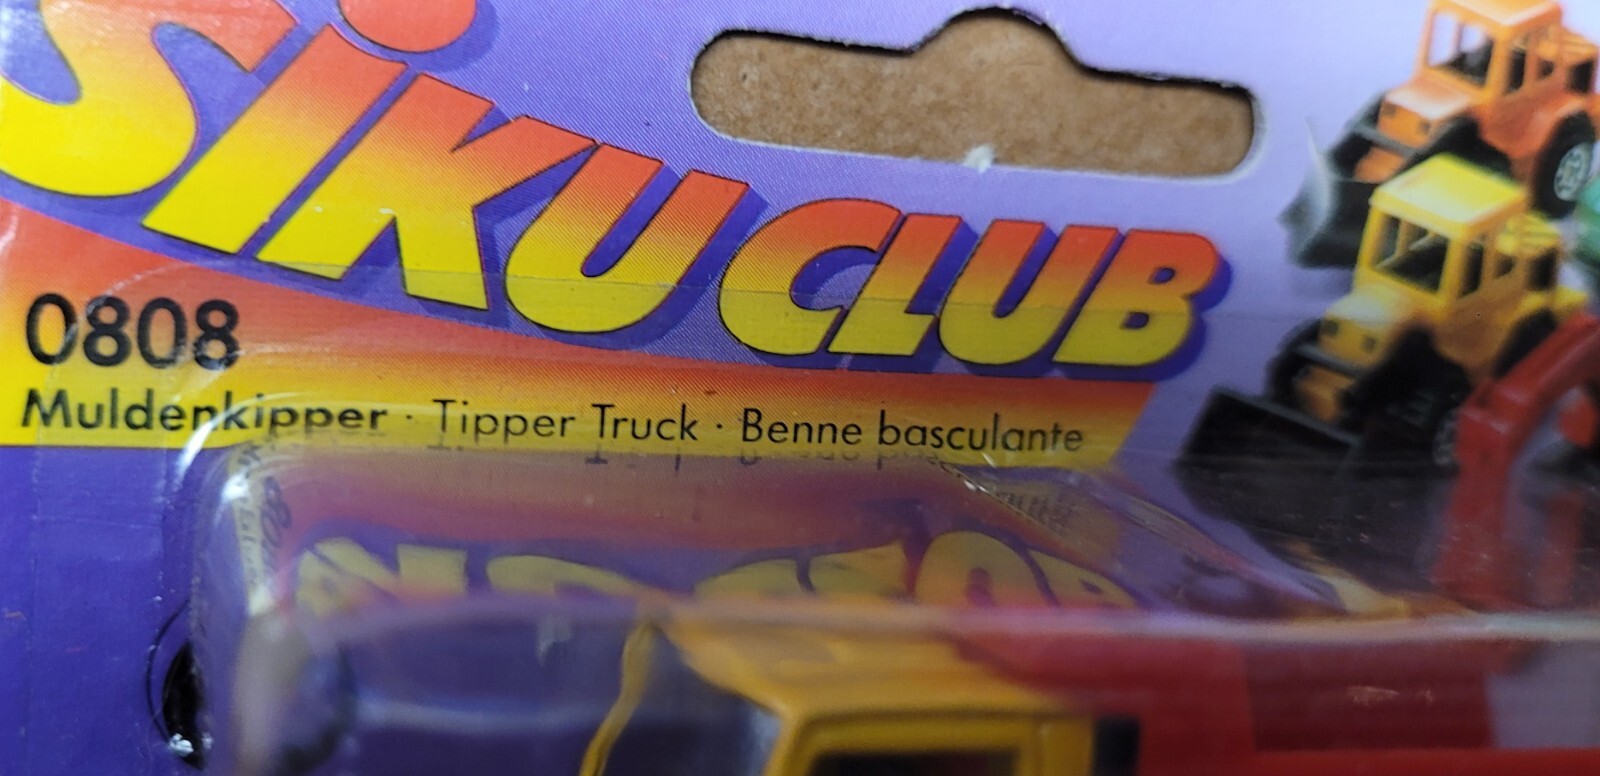 SIKU CLUB
0808
Muldenkipper · Tipper Truck · Benne basculante